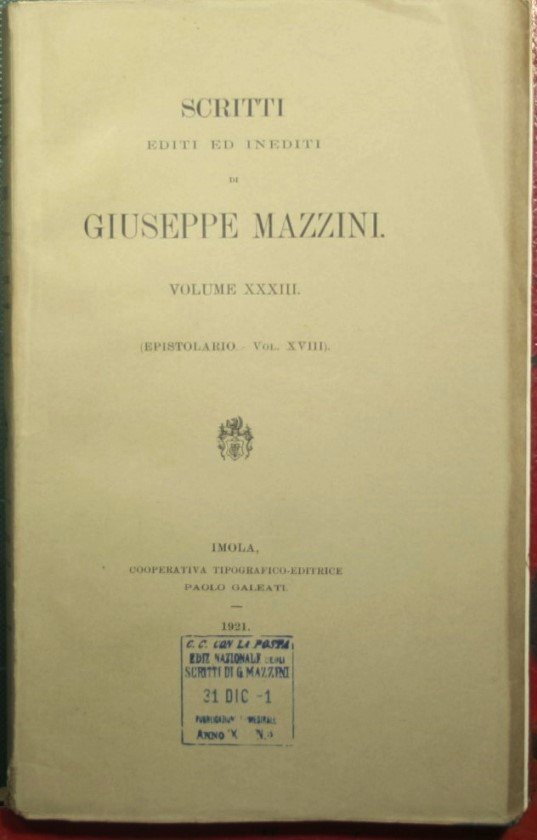 SCRITTI
EDITI ED INEDITI
DI
GIUSEPPE MAZZINI.
VOLUME XXXIII.
(EPISTOLARIO - VOL. XVIII).
IMOLA,
COOPERATIVA TIPOGRAFICO-EDITRICE
PAOLO GALEATI.
—
1921.
C. C. CON LA POSTA
EDIZ NAZIONALE DEGLI
SCRITTI DI G. MAZZINI
31 DIC -1
ANNO X N.